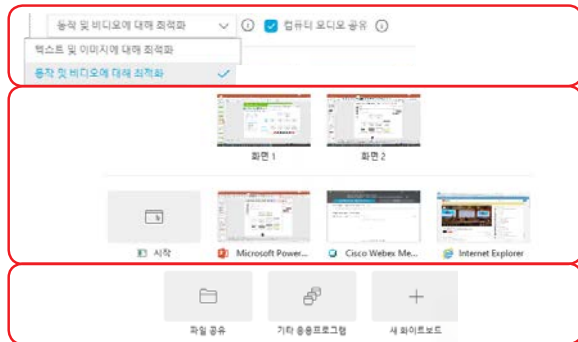 동작 및 비디오에 대해 최적화 컴퓨터 오디오 공유
텍스트 및 이미지에 대해 최적화
동작 및 비디오에 대해 최적화
화면 1 화면 2
시작 Microsoft Power... Cisco Webex Me... Internet Explorer
파일 공유 기타 응용프로그램 새 화이트보드